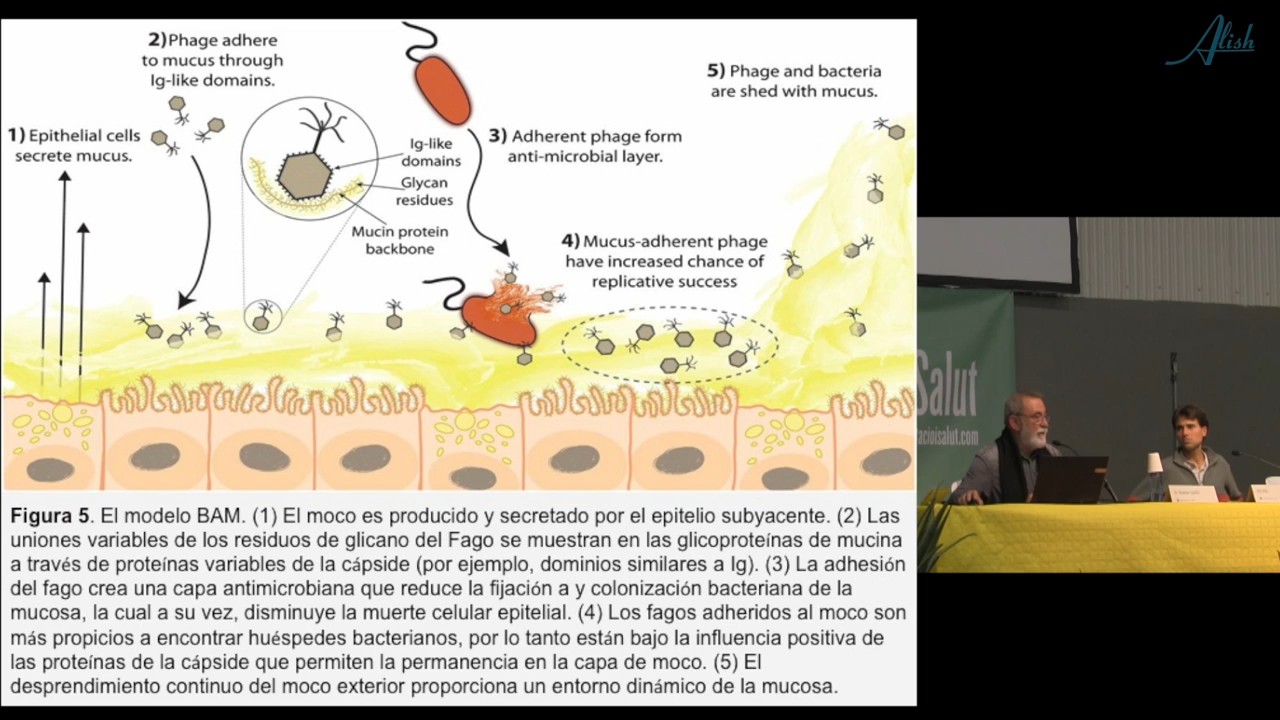 Alish
2) Phage adhere
to mucus through
Ig-like domains.
1) Epithelial cells
secrete mucus.
Ig-like
domains
Glycan
residues
Mucin protein
backbone
3) Adherent phage form
anti-microbial layer.
4) Mucus-adherent phage
have increased chance of
replicative success
5) Phage and bacteria
are shed with mucus.
Figura 5. El modelo BAM. (1) El moco es producido y secretado por el epitelio subyacente. (2) Las
uniones variables de los residuos de glicano del Fago se muestran en las glicoproteínas de mucina
a través de proteínas variables de la cápside (por ejemplo, dominios similares a Ig). (3) La adhesión
del fago crea una capa antimicrobiana que reduce la fijación a y colonización bacteriana de la
mucosa, la cual a su vez, disminuye la muerte celular epitelial. (4) Los fagos adheridos al moco son
más propicios a encontrar huéspedes bacterianos, por lo tanto están bajo la influencia positiva de
las proteínas de la cápside que permiten la permanencia en la capa de moco. (5) El
desprendimiento continuo del moco exterior proporciona un entorno dinámico de la mucosa.
Salut
acioisalut.com